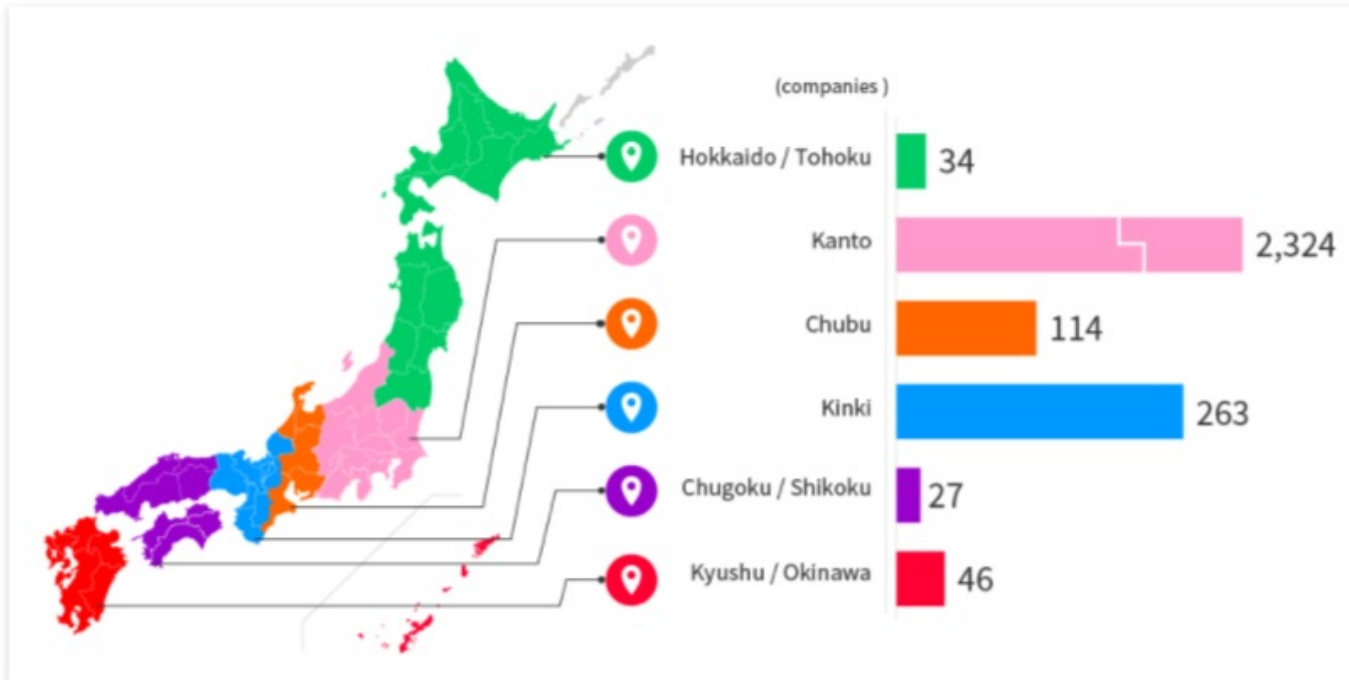 (companies )
Hokkaido / Tohoku 34
Kanto 2,324
Chubu 114
Kinki 263
Chugoku / Shikoku 27
Kyushu / Okinawa 46